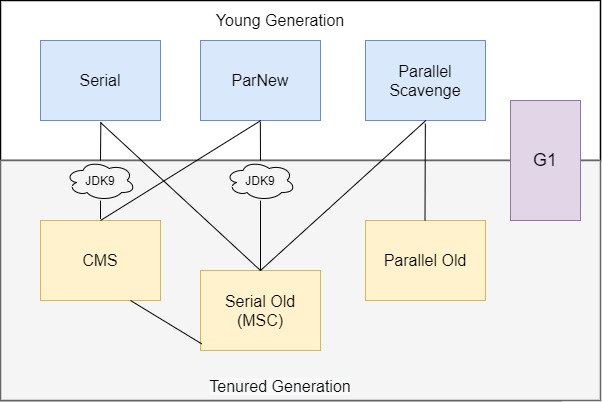 Young Generation
Serial
ParNew
Parallel
Scavenge
G1
JDK9
JDK9
CMS
Serial Old
(MSC)
Parallel Old
Tenured Generation